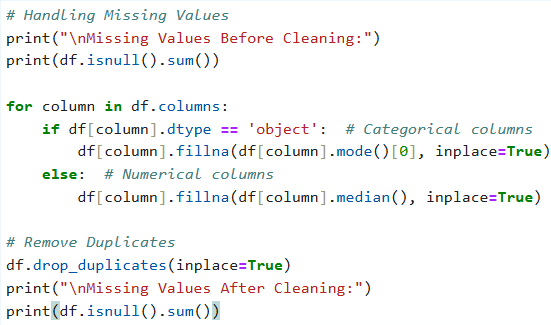 # Handling Missing Values
print("\nMissing Values Before Cleaning:")
print(df.isnull().sum())

for column in df.columns:
    if df[column].dtype == 'object':  # Categorical columns
        df[column].fillna(df[column].mode()[0], inplace=True)
    else:  # Numerical columns
        df[column].fillna(df[column].median(), inplace=True)

# Remove Duplicates
df.drop_duplicates(inplace=True)
print("\nMissing Values After Cleaning:")
print(df.isnull().sum())